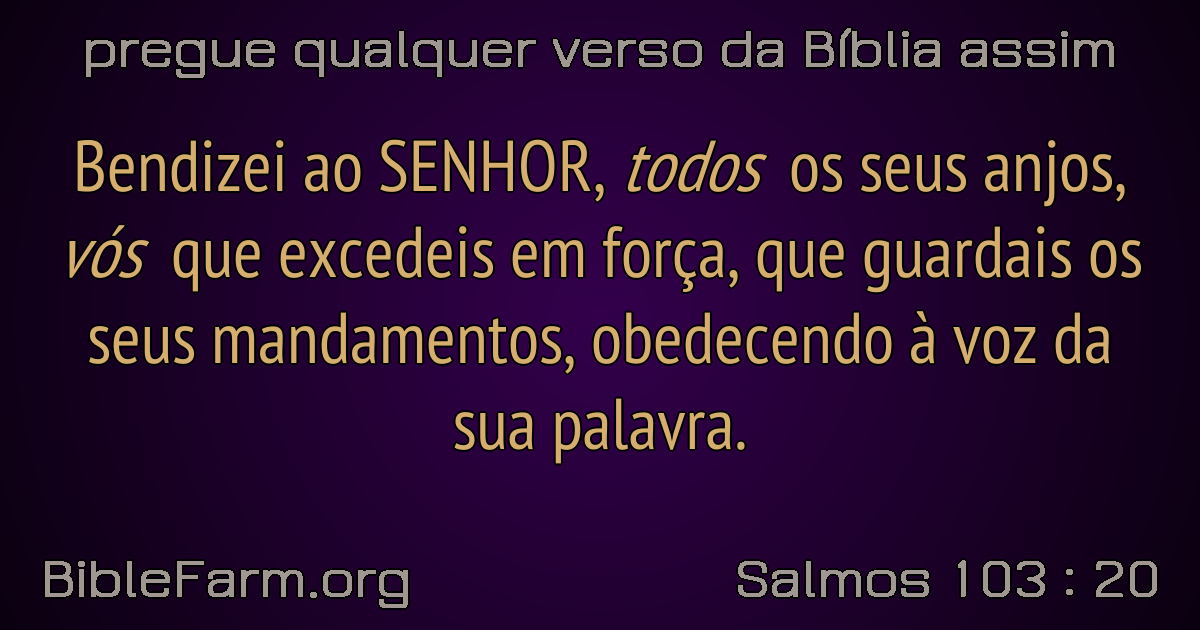 pregue qualquer verso da Bíblia assim
Bendizei ao SENHOR, todos os seus anjos,
vós que excedeis em força, que guardais os
seus mandamentos, obedecendo à voz da
sua palavra.
BibleFarm.org
Salmos 103 : 20